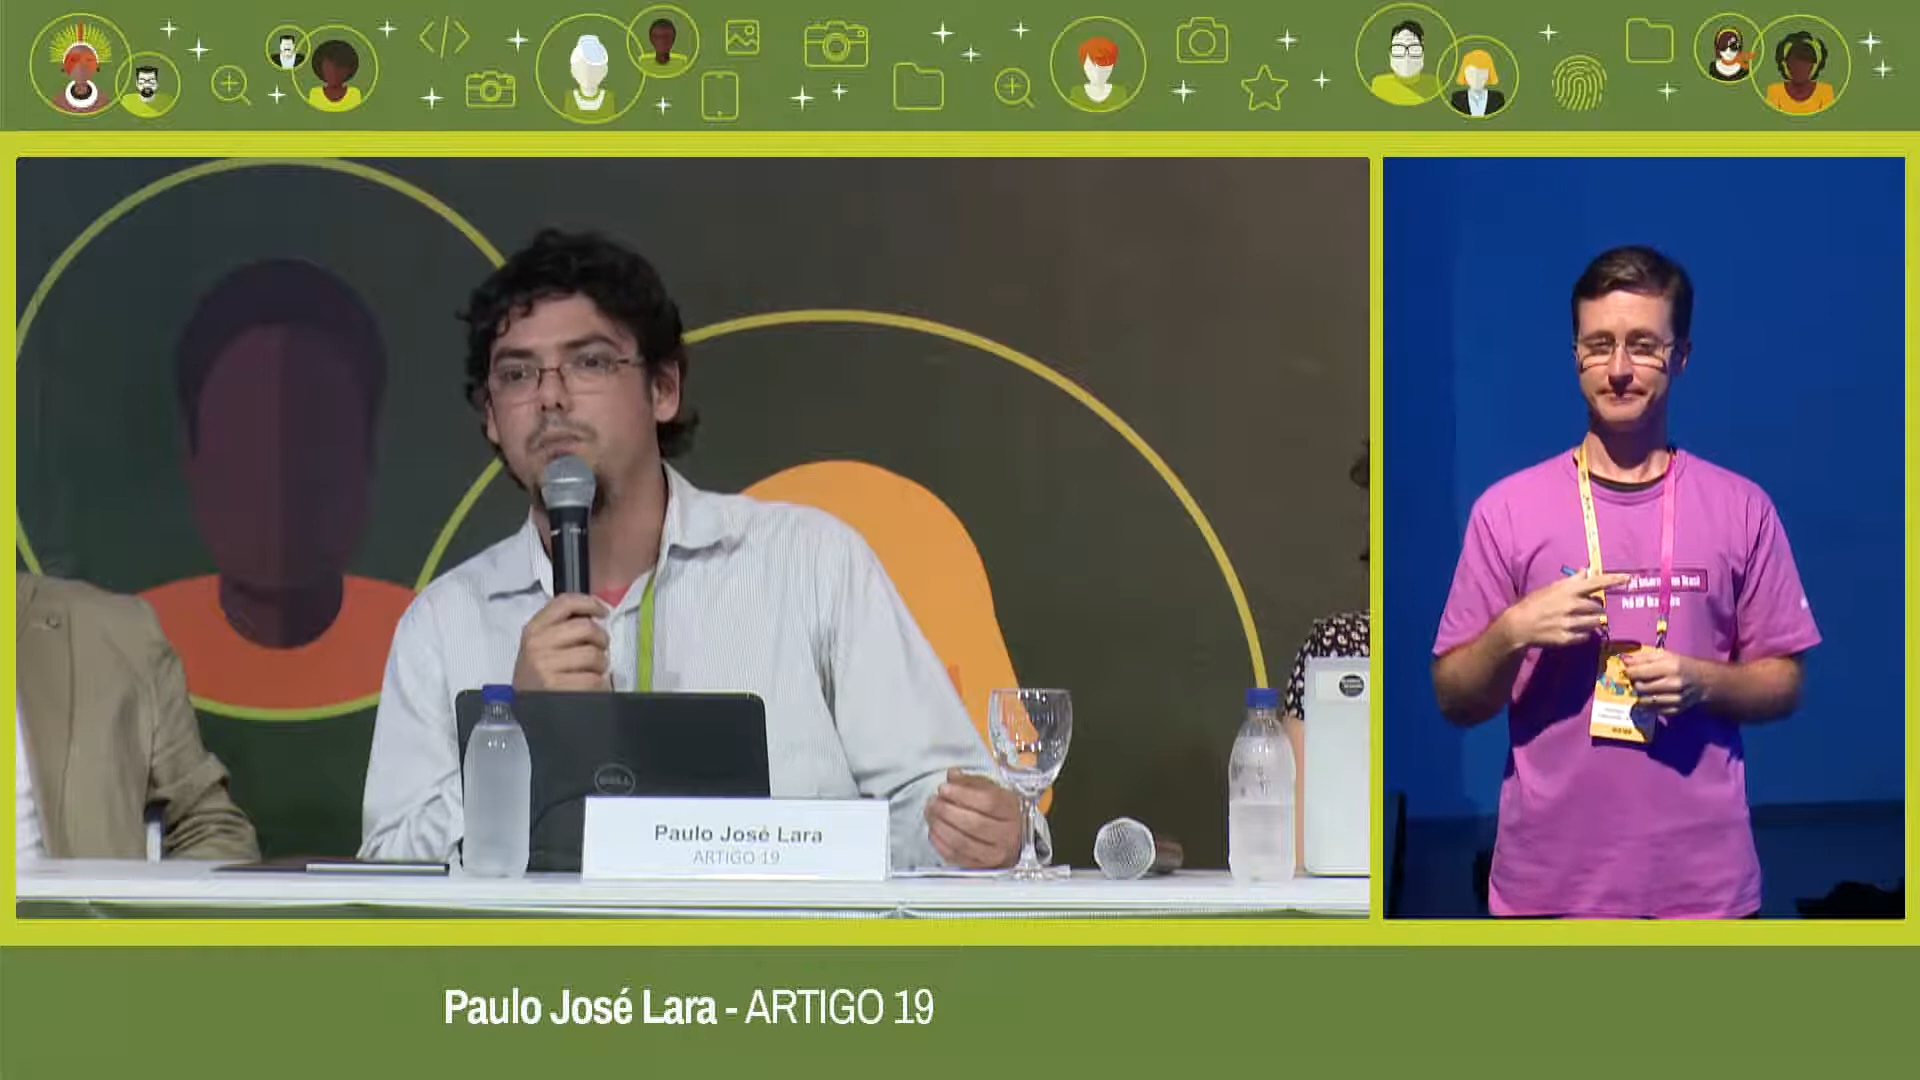 Paulo José Lara
ARTIGO 19
DELL
Paulo José Lara - ARTIGO 19